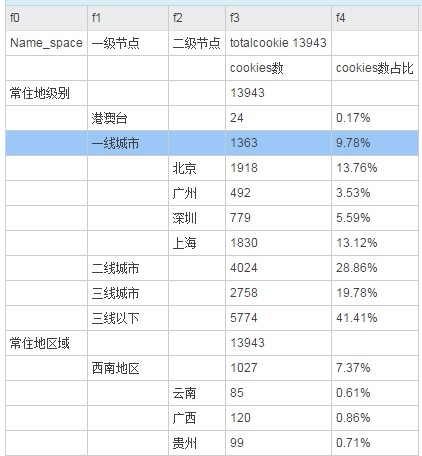 f0 f1 f2 f3 f4
Name_space 一级节点 二级节点 totalcookie 13943
cookies数 cookies数占比
常住地级别 13943
港澳台 24 0.17%
一线城市 1363 9.78%
北京 1918 13.76%
广州 492 3.53%
深圳 779 5.59%
上海 1830 13.12%
二线城市 4024 28.86%
三线城市 2758 19.78%
三线以下 5774 41.41%
常住地区域 13943
西南地区 1027 7.37%
云南 85 0.61%
广西 120 0.86%
贵州 99 0.71%